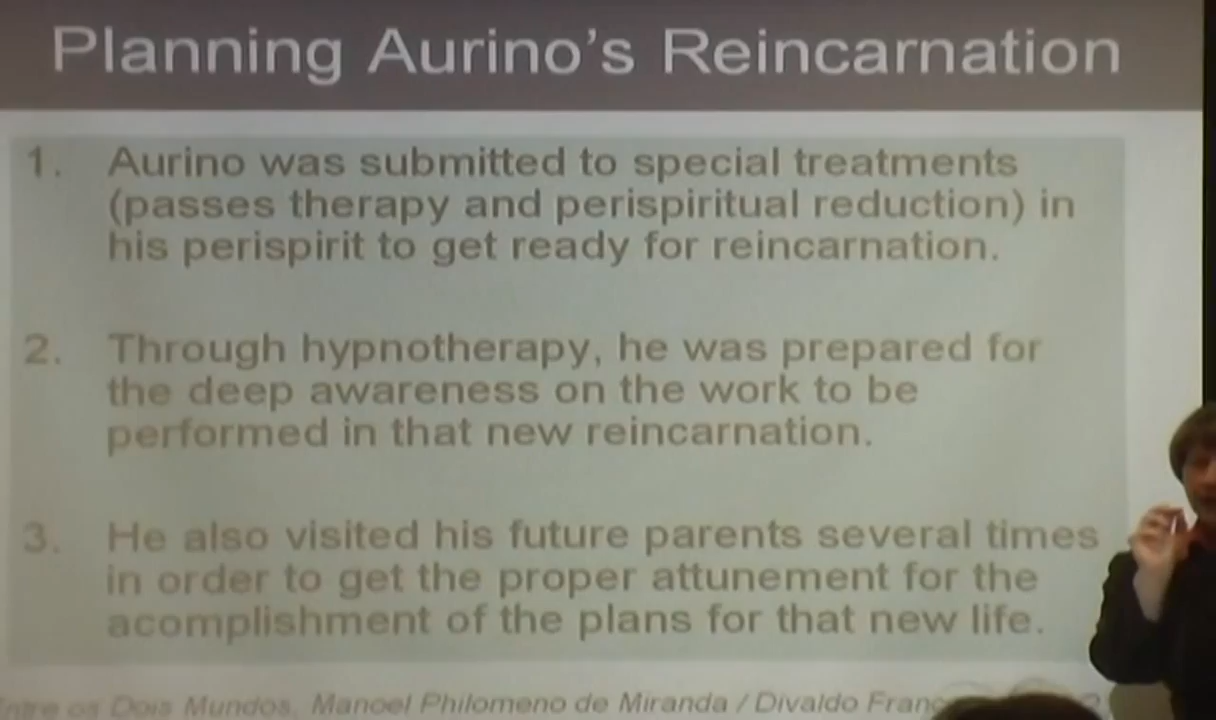 Planning Aurino's Reincarnation
1. Aurino was submitted to special treatments
(passes therapy and perispiritual reduction) in
his perispirit to get ready for reincarnation.
2. Through hypnotherapy, he was prepared for
the deep awareness on the work to be
performed in that new reincarnation.
3. He also visited his future parents several times
in order to get the proper attunement for the
acomplishment of the plans for that new life.
os Dois Mundos, Manoel Philomeno de Miranda / Divaldo